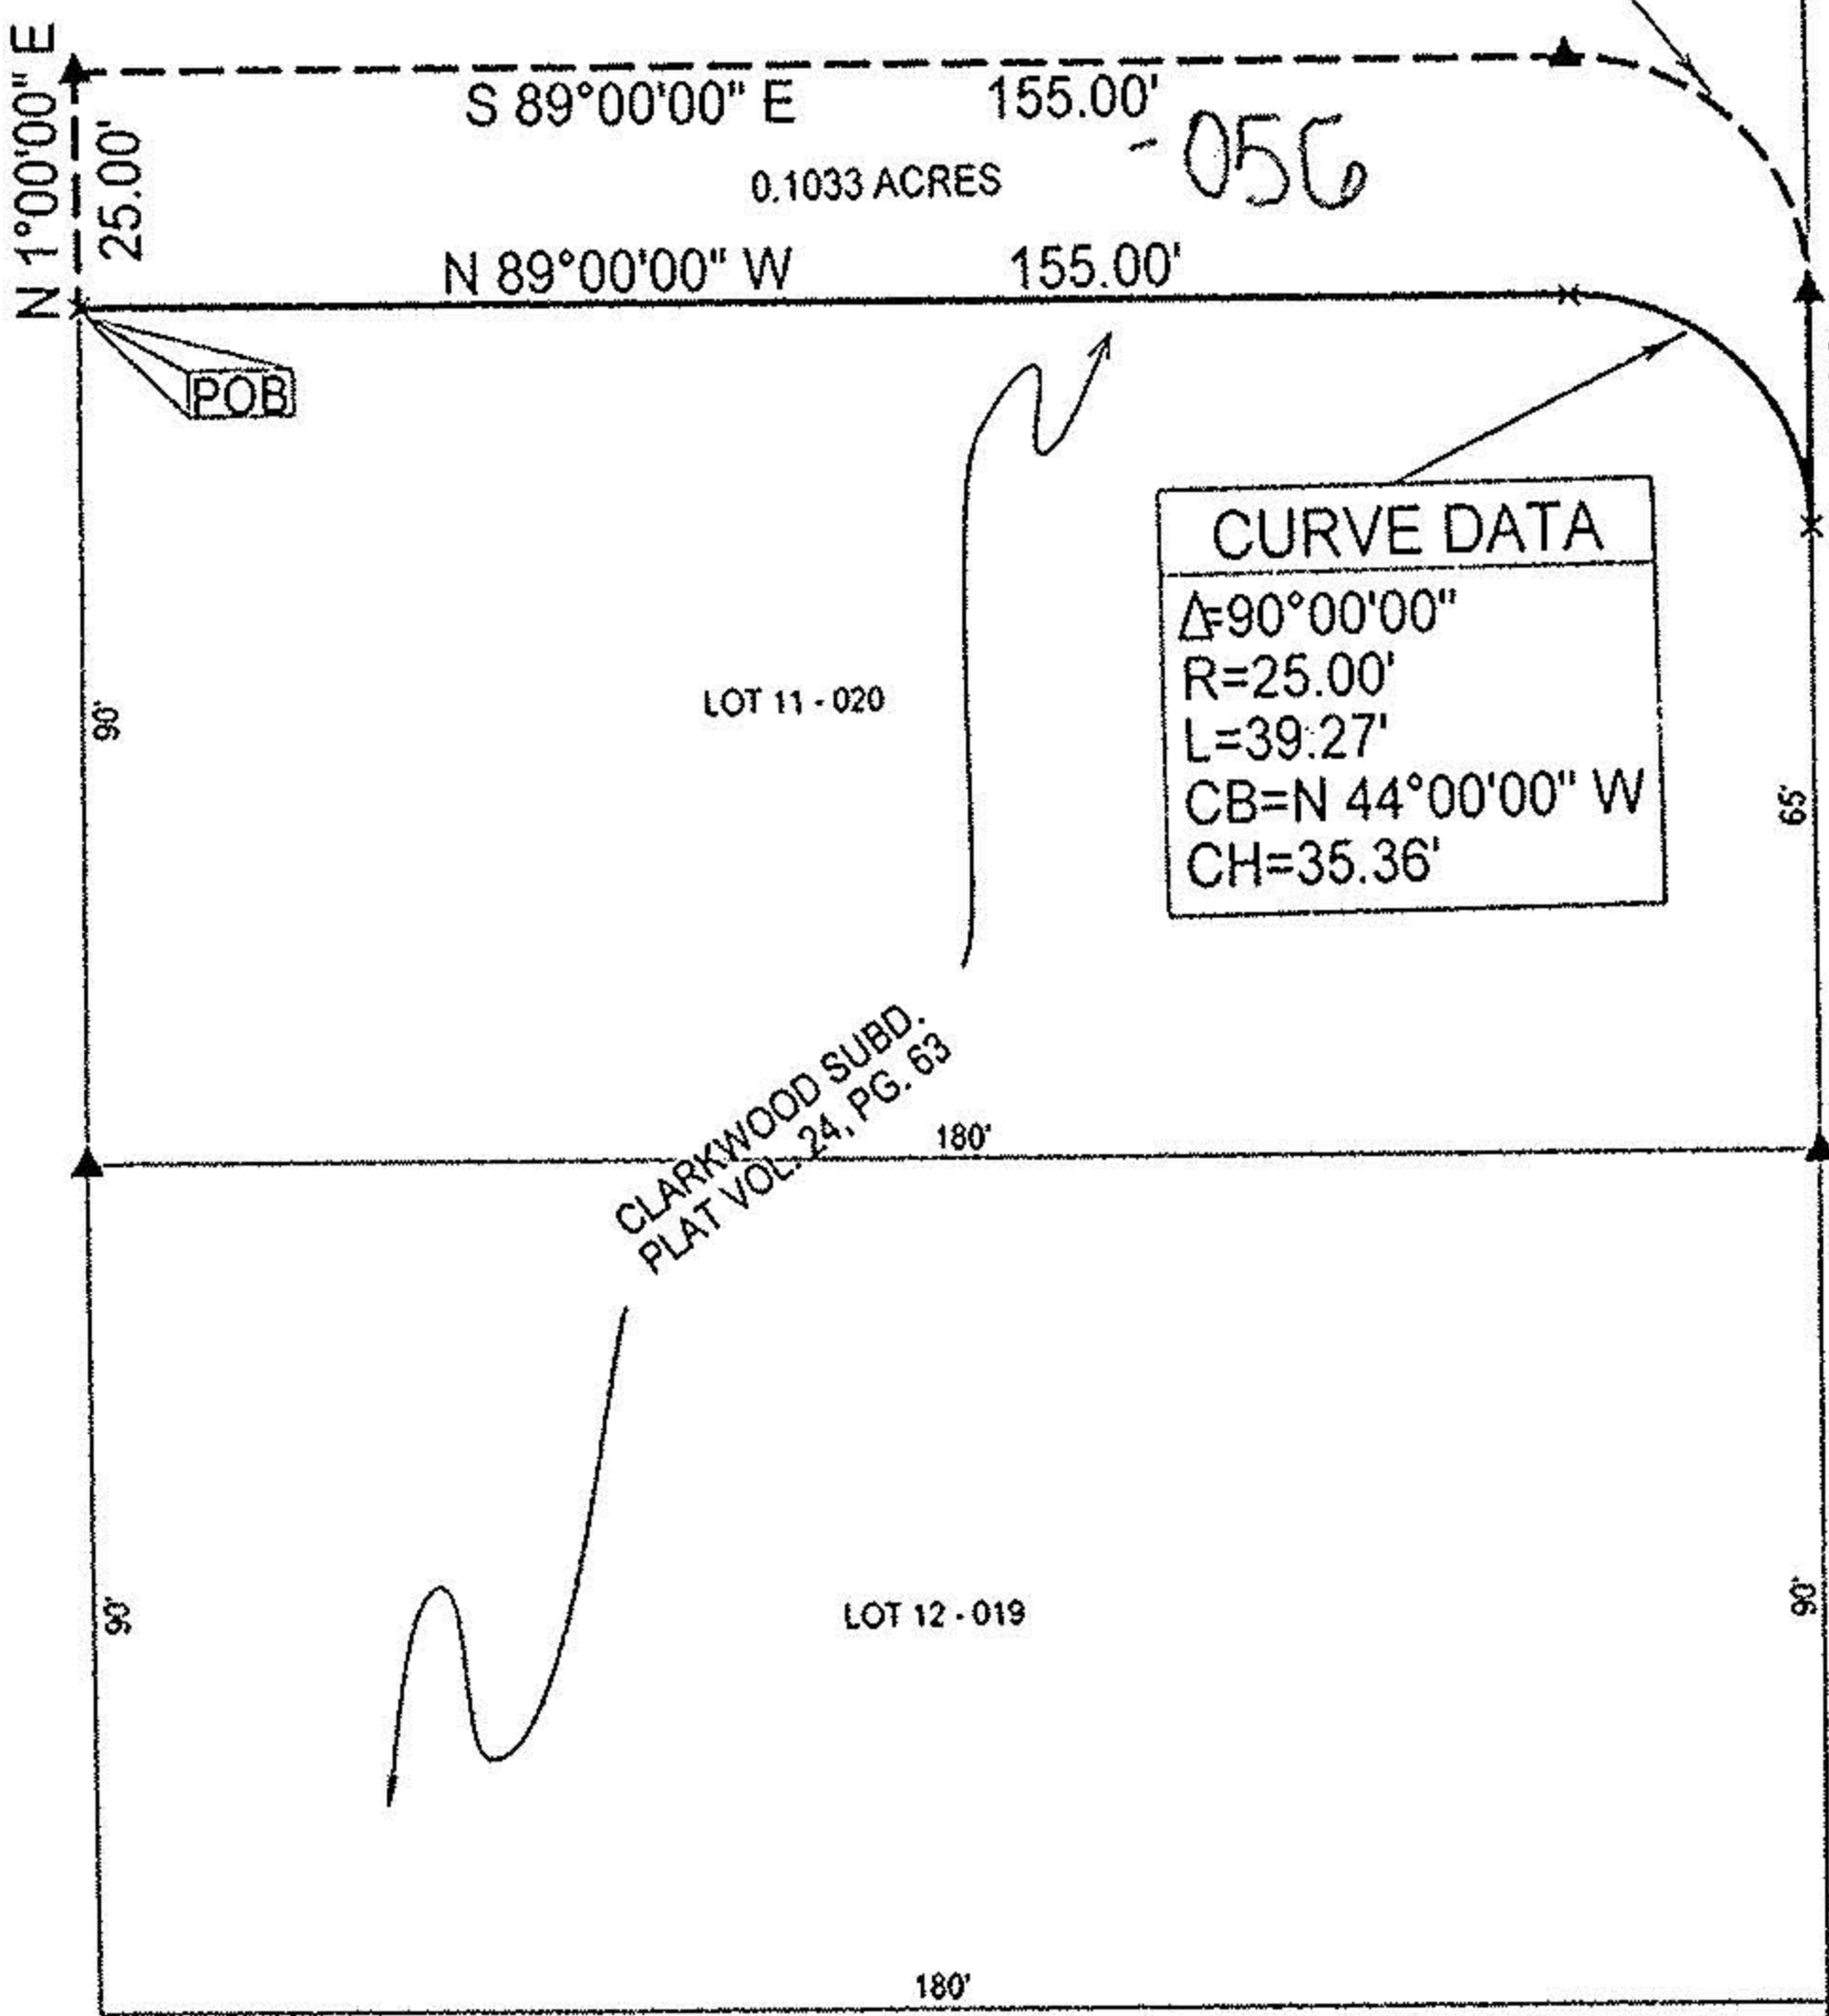 N 1°00'00" E
25.00'
S 89°00'00" E 155.00'
0.1033 ACRES
-056
N 89°00'00" W 155.00'
POB
CURVE DATA
Δ=90°00'00"
R=25.00'
L=39.27'
CB=N 44°00'00" W
CH=35.36'
LOT 11 - 020
90'
65'
CLARKWOOD SUBD.
PLAT VOL. 24, PG. 63
180'
90'
LOT 12 - 019
90'
180'